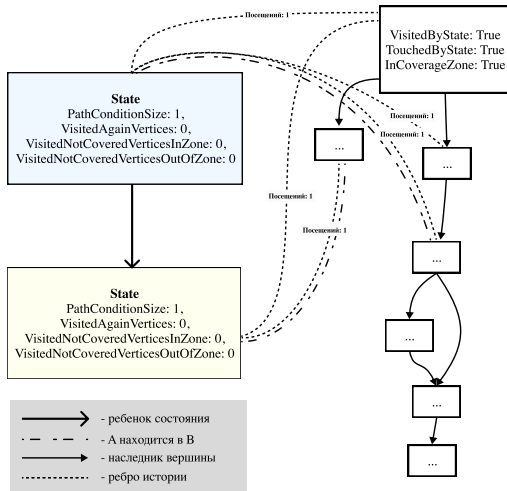 Посещений: 1
VisitedByState: True
TouchedByState: True
InCoverageZone: True
State
PathConditionSize: 1,
VisitedAgainVertices: 0,
VisitedNotCoveredVerticesInZone: 0,
VisitedNotCoveredVerticesOutOfZone: 0
Посещений: 1
Посещений: 1
...
...
Посещений: 1
Посещений: 1
...
State
PathConditionSize: 1,
VisitedAgainVertices: 0,
VisitedNotCoveredVerticesInZone: 0,
VisitedNotCoveredVerticesOutOfZone: 0
...
...
...
- ребенок состояния
- А находится в В
- наследник вершины
- ребро истории